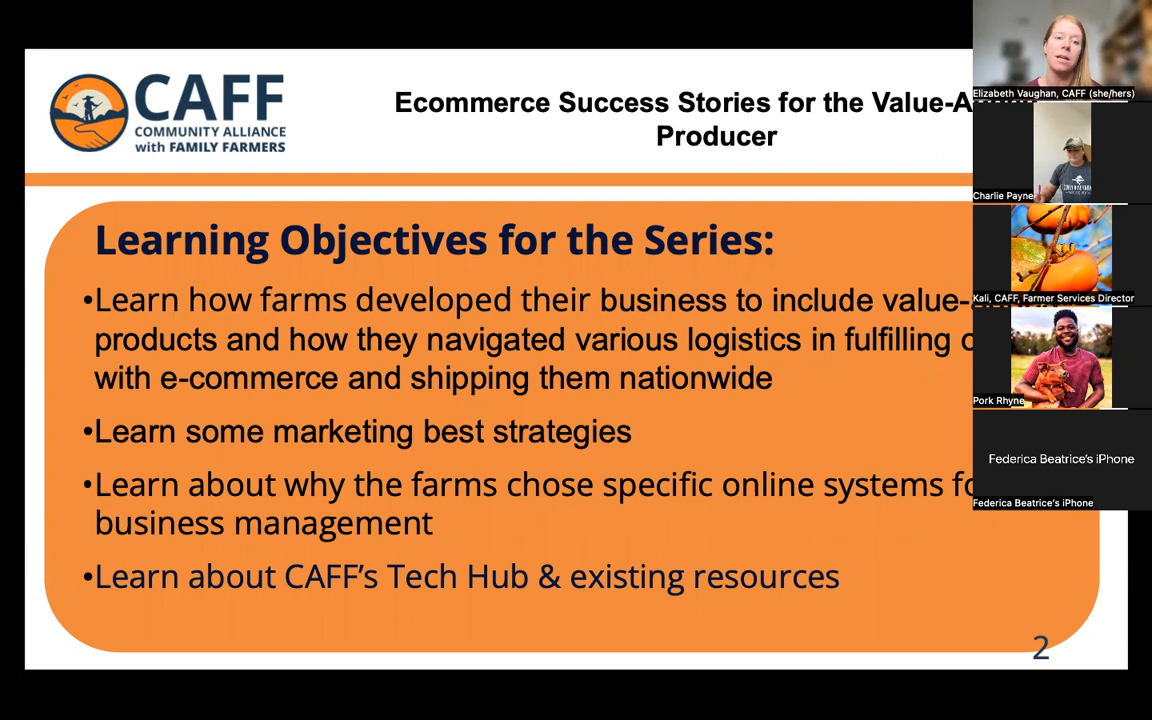 CAFF
COMMUNITY ALLIANCE
with FAMILY FARMERS
Ecommerce Success Stories for the Value-A
Producer
Learning Objectives for the Series:
•Learn how farms developed their business to include value-
products and how they navigated various logistics in fulfilling
with e-commerce and shipping them nationwide
•Learn some marketing best strategies
•Learn about why the farms chose specific online systems fo
business management
•Learn about CAFF’s Tech Hub & existing resources
2
Elizabeth Vaughan, CAFF (she/hers)
Charlie Payne
Kali, CAFF, Farmer Services Director
Pork Rhyne
Federica Beatrice’s iPhone
Federica Beatrice’s iPhone